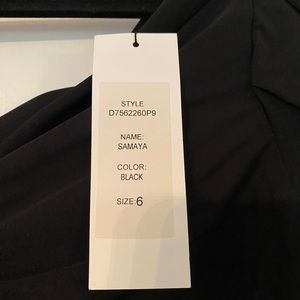 STYLE
D7562260P9
NAME:
SAMAYA
COLOR:
BLACK
SIZE:6